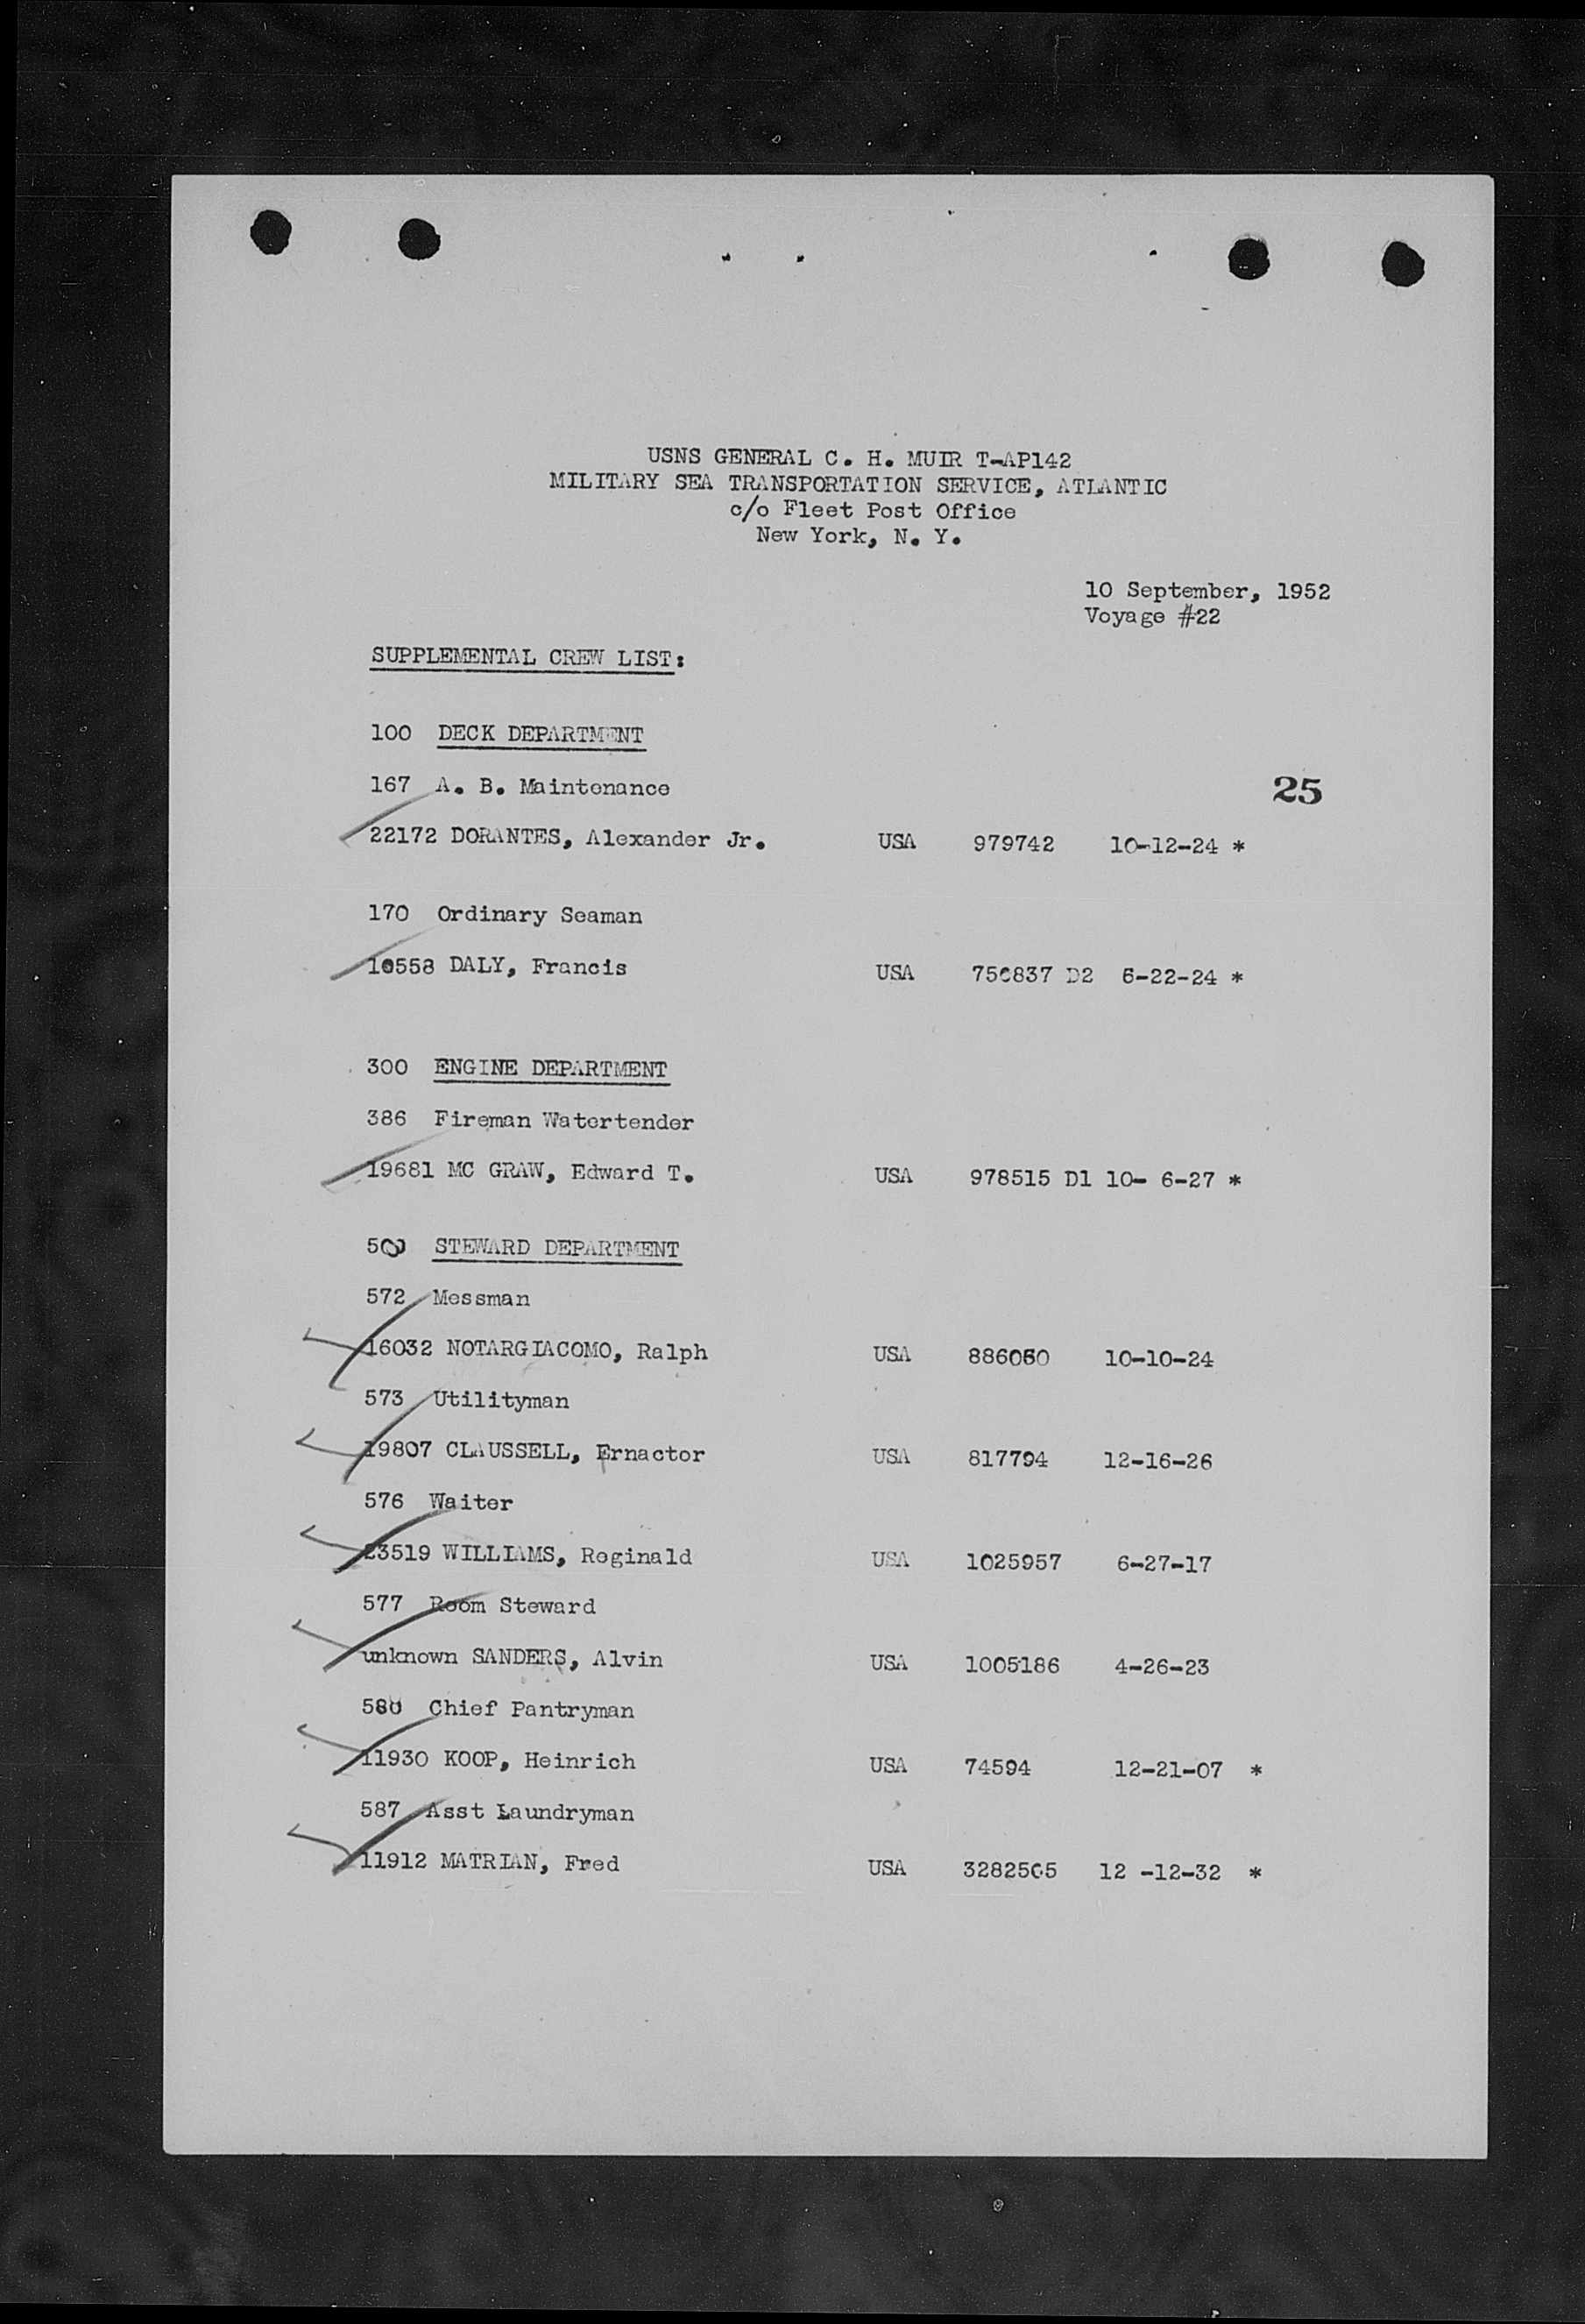 USNS GENERAL C. H. MUIR T-AP142
MILITARY SEA TRANSPORTATION SERVICE, ATLANTIC
c/o Fleet Post Office
New York, N. Y.
10 September, 1952
Voyage #22
SUPPLEMENTAL CREW LIST:
100 DECK DEPARTMENT
167 A. B. Maintenance
25
22172 DORANTES, Alexander Jr. USA 979742 10-12-24 *
170 Ordinary Seaman
10558 DALY, Francis USA 756837 D2 6-22-24 *
300 ENGINE DEPARTMENT
386 Fireman Watertender
19681 MC GRAW, Edward T. USA 978515 D1 10- 6-27 *
500 STEWARD DEPARTMENT
572 Messman
16032 NOTARGIACOMO, Ralph USA 10-10-24
573 Utilityman
19807 CLAUSSELL, Ernactor USA 817794 12-16-26
576 Waiter
23519 WILLIAMS, Reginald USA 1025957 6-27-17
577 Room Steward
unknown SANDERS, Alvin USA 1005186 4-26-23
580 Chief Pantryman
11930 KOOP, Heinrich USA 74594 12-21-07 *
587 Asst Laundryman
11912 MATRIAN, Fred USA 3282505 12 -12-32 *